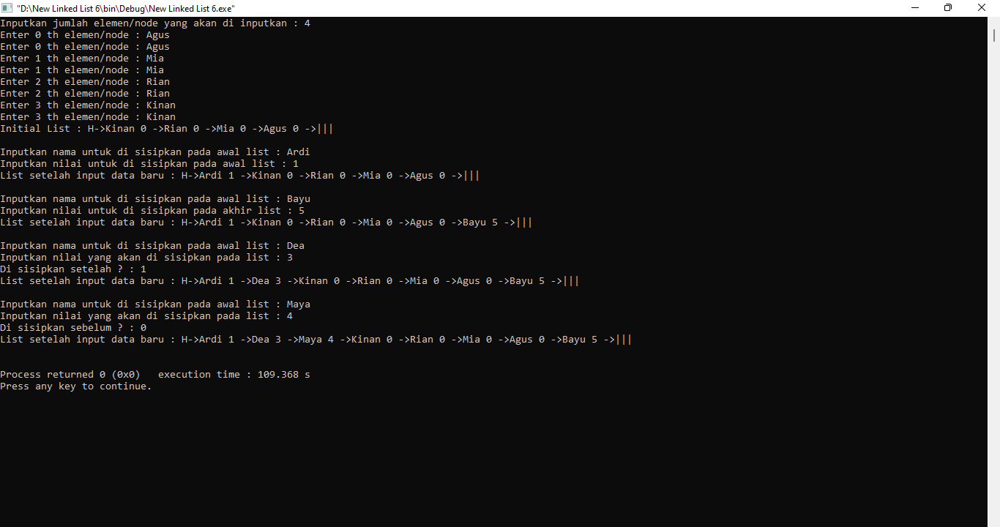 "D:\New Linked List 6\bin\Debug\New Linked List 6.exe"
Inputkan jumlah elemen/node yang akan di inputkan : 4
Enter 0 th elemen/node : Agus
Enter 0 th elemen/node : Agus
Enter 1 th elemen/node : Mia
Enter 1 th elemen/node : Mia
Enter 2 th elemen/node : Rian
Enter 2 th elemen/node : Rian
Enter 3 th elemen/node : Kinan
Enter 3 th elemen/node : Kinan
Initial List : H->Kinan 0 ->Rian 0 ->Mia 0 ->Agus 0 ->|||
Inputkan nama untuk di sisipkan pada awal list : Ardi
Inputkan nilai untuk di sisipkan pada awal list : 1
List setelah input data baru : H->Ardi 1 ->Kinan 0 ->Rian 0 ->Mia 0 ->Agus 0 ->|||
Inputkan nama untuk di sisipkan pada awal list : Bayu
Inputkan nilai untuk di sisipkan pada akhir list : 5
List setelah input data baru : H->Ardi 1 ->Kinan 0 ->Rian 0 ->Mia 0 ->Agus 0 ->Bayu 5 ->|||
Inputkan nama untuk di sisipkan pada awal list : Dea
Inputkan nilai yang akan di sisipkan pada list : 3
Di sisipkan setelah ? : 1
List setelah input data baru : H->Ardi 1 ->Dea 3 ->Kinan 0 ->Rian 0 ->Mia 0 ->Agus 0 ->Bayu 5 ->|||
Inputkan nama untuk di sisipkan pada awal list : Maya
Inputkan nilai yang akan di sisipkan pada list : 4
Di sisipkan sebelum ? : 0
List setelah input data baru : H->Ardi 1 ->Dea 3 ->Maya 4 ->Kinan 0 ->Rian 0 ->Mia 0 ->Agus 0 ->Bayu 5 ->|||
Process returned 0 (0x0)   execution time : 109.368 s
Press any key to continue.